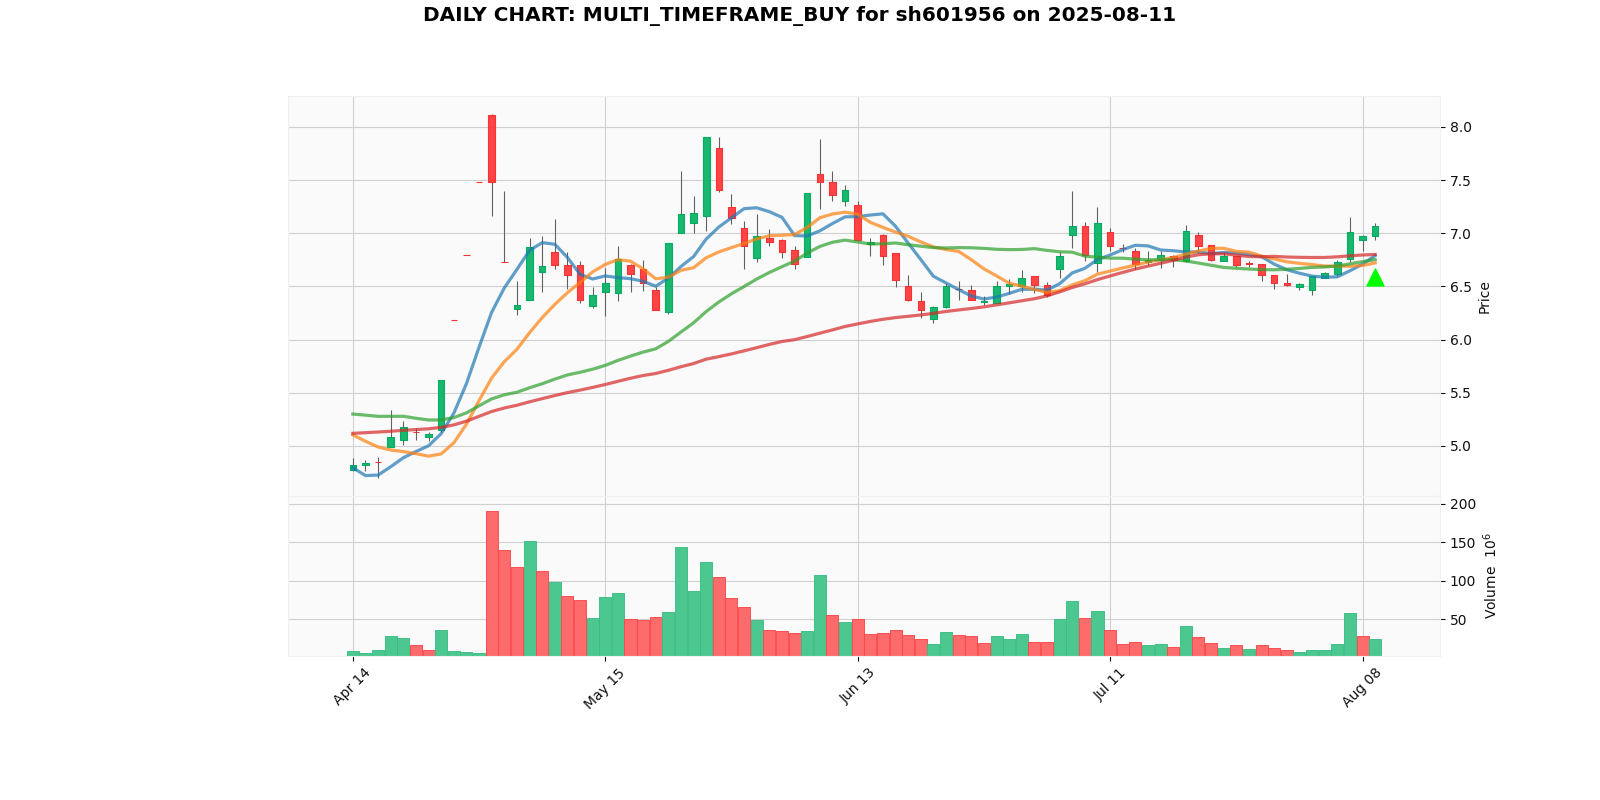 DAILY CHART: MULTI_TIMEFRAME_BUY for sh601956 on 2025-08-11
8.0
7.5
7.0
6.5
6.0
5.5
5.0
Price
200
150
100
50
Volume 10^6
Apr 14
May 15
Jun 13
Jul 11
Aug 08